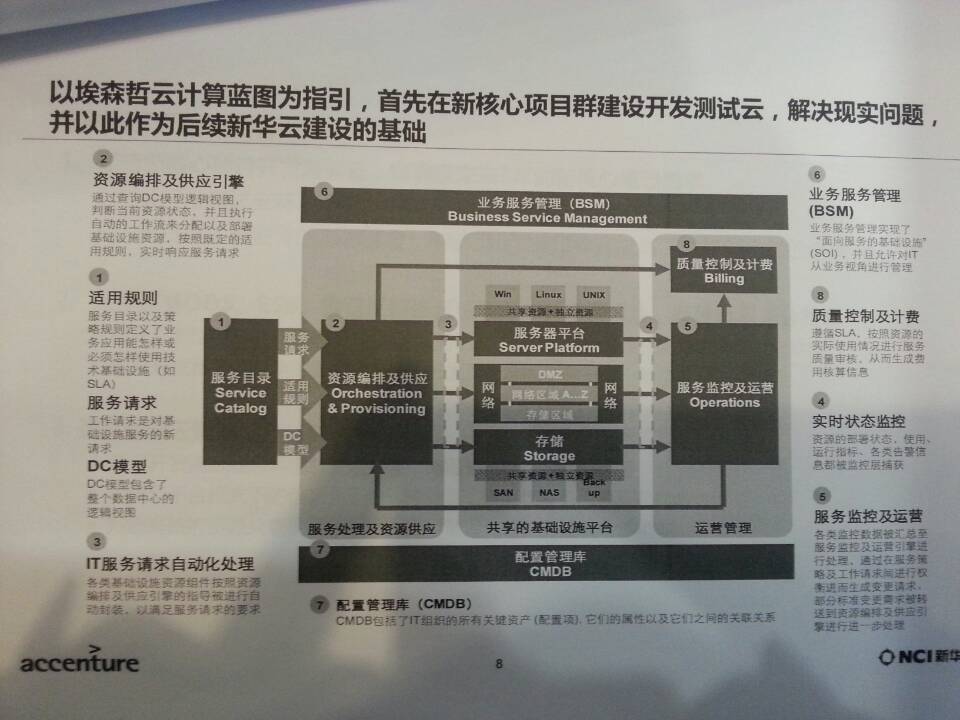 以埃森哲云计算蓝图为指引，首先在新核心项目群建设开发测试云，解决现实问题，
并以此作为后续新华云建设的基础
2
资源编排及供应引擎
通过查询DC模型逻辑视图，
判断当前资源状态，并且执行
自动的工作流来分配以及部署
基础设施资源，按照既定的适
用规则，实时响应服务请求
1
适用规则
服务目录以及策
略规则定义了业
务应用能怎样或
必须怎样使用技
术基础设施（如
SLA）
服务请求
工作请求是对基
础设施服务的新
请求
DC模型
DC模型包含了
整个数据中心的
逻辑视图
3
IT服务请求自动化处理
各类基础设施资源组件按照资源
编排及供应引擎的指导被进行自
动封装，以满足服务请求的要求
6
业务服务管理（BSM）
Business Service Management
1
服务目录
Service
Catalog
服务
请求
适用
规则
DC
模型
2
资源编排及供应
Orchestration
& Provisioning
服务处理及资源供应
3
Win
Linux
UNIX
共享资源+独立资源
服务器平台
Server Platform
网络
DMZ
网络区域 A...Z
存储区域
网络
存储
Storage
共享资源+独立资源
SAN
NAS
Back
up
共享的基础设施平台
4
8
质量控制及计费
Billing
5
服务监控及运营
Operations
运营管理
7
配置管理库
CMDB
7 配置管理库（CMDB）
CMDB包括了IT组织的所有关键资产 (配置项), 它们的属性以及它们之间的关联关系
6
业务服务管理
(BSM)
业务服务管理实现了
“面向服务的基础设施”
(SOI)，并且允许对IT
从业务视角进行管理
8
质量控制及计费
遵循SLA，按照资源的
实际使用情况进行服务
质量审核，从而生成费
用核算信息
4
实时状态监控
资源的部署状态，使用、
运行指标、各类告警信
息都被监控层捕获
5
服务监控及运营
各类监控数据被汇总至
服务监控及运营引擎进
行处理，通过在服务策
略及工作请求间进行权
衡进而生成变更请求，
部分标准变更需求被转
送到资源编排及供应引
擎进行进一步处理
accenture
8
NCI新华